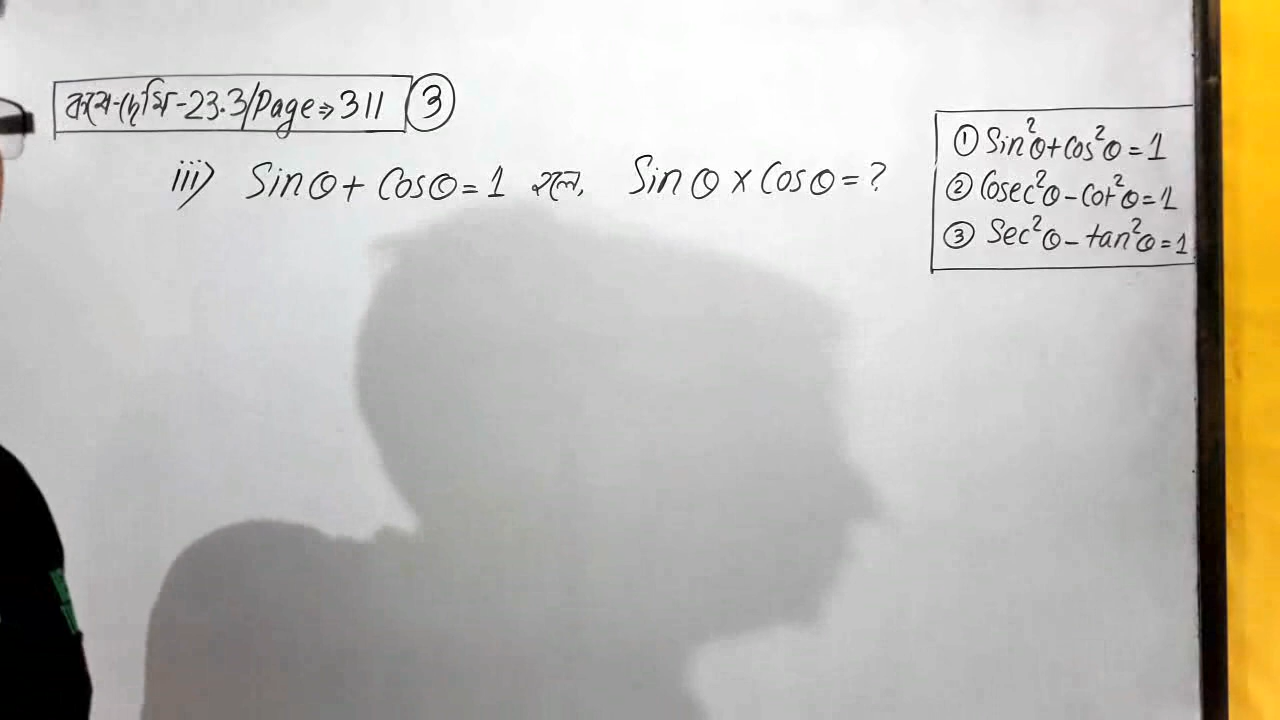 কষে দেখি-23.3/Page⇒311 ③
iii) Sinθ + Cosθ = 1 হলে, Sinθ × Cosθ = ?
① Sin²θ + Cos²θ = 1
② Cosec²θ - Cot²θ = 1
③ Sec²θ - tan²θ = 1